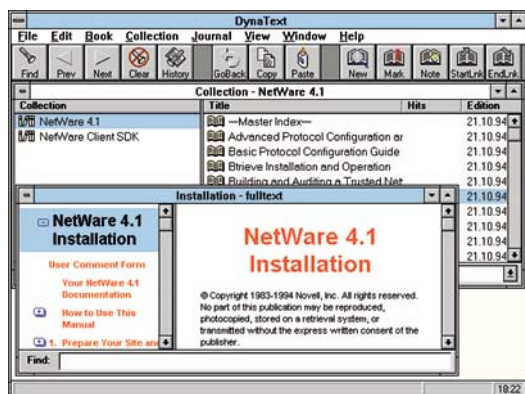 DynaText
File Edit Book Collection Journal View Window Help
Find Prev Next Clear History GoBack Copy Paste New Mark Note StartLnk EndLnk
Collection - NetWare 4.1
Collection Title Hits Edition
NetWare 4.1 —Master Index— 21.10.94
NetWare Client SDK Advanced Protocol Configuration ar 21.10.94
Basic Protocol Configuration Guide 21.10.94
Btrieve Installation and Operation 21.10.94
Building and Auditing a Trusted Net 21.10.94
21.10.94
21.10.94
21.10.94
21.10.94
21.10.94
Installation - fulltext
NetWare 4.1
Installation
User Comment Form
Your NetWare 4.1
Documentation
How to Use This
Manual
1. Prepare Your Site and
NetWare 4.1
Installation
© Copyright 1983-1994 Novell, Inc. All rights reserved.
No part of this publication may be reproduced,
photocopied, stored on a retrieval system, or
transmitted without the express written consent of the
publisher.
Find:
18:22